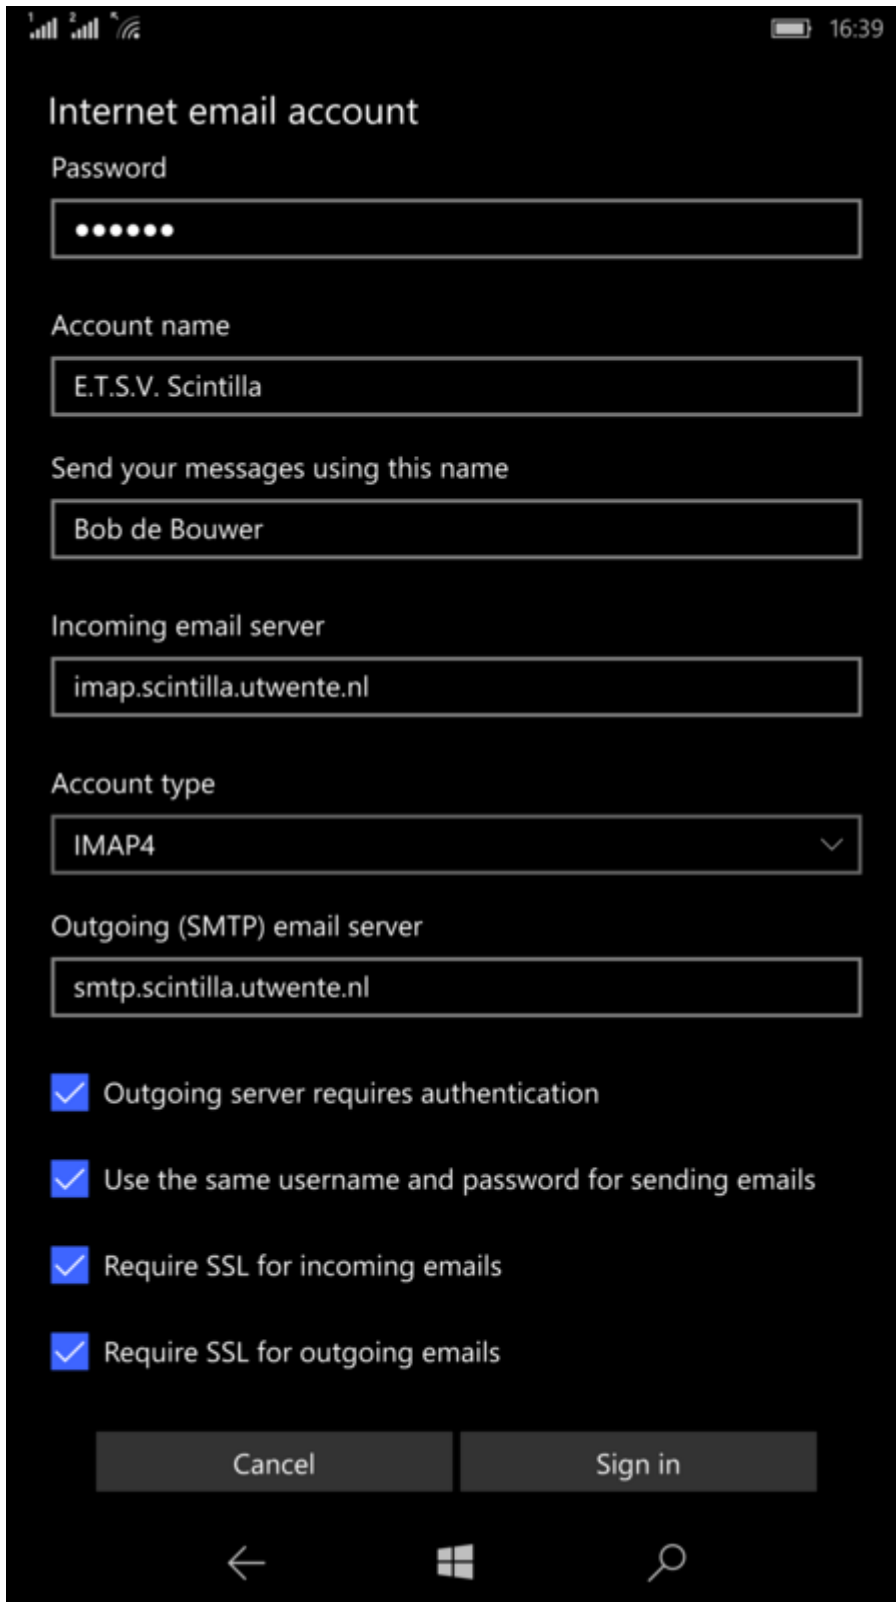 1 2 16:39
Internet email account
Password
••••••
Account name
E.T.S.V. Scintilla
Send your messages using this name
Bob de Bouwer
Incoming email server
imap.scintilla.utwente.nl
Account type
IMAP4
Outgoing (SMTP) email server
smtp.scintilla.utwente.nl
Outgoing server requires authentication
Use the same username and password for sending emails
Require SSL for incoming emails
Require SSL for outgoing emails
Cancel Sign in